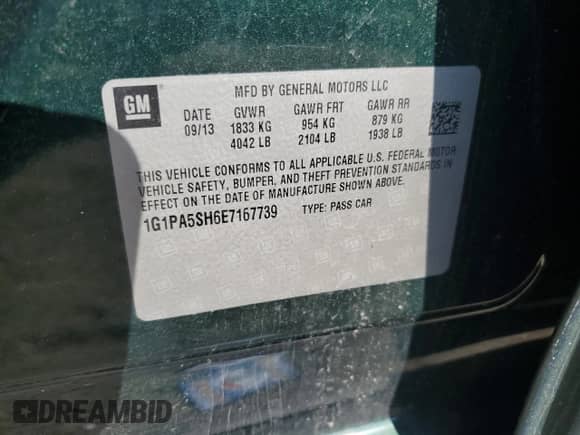 GM
MFD BY GENERAL MOTORS LLC
DATE GVWR GAWR FRT GAWR RR
09/13 1833 KG 954 KG 879 KG
4042 LB 2104 LB 1938 LB
THIS VEHICLE CONFORMS TO ALL APPLICABLE U.S. FEDERAL MOTOR
VEHICLE SAFETY, BUMPER, AND THEFT PREVENTION STANDARDS IN
EFFECT ON THE DATE OF MANUFACTURE SHOWN ABOVE.
1G1PA5SH6E7167739 TYPE: PASS CAR
DREAMBID